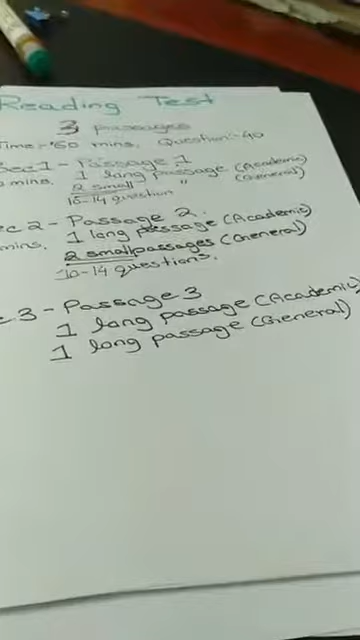 Reading Test
3 passages
Time = 60 mins. Question - 40
Sec 1 - Passage 1
mins. 1 long passage (Academic)
2 small " (General)
10-14 question
2 - Passage 2.
mins. 1 long passage (Academic)
2 small passages (General)
10-14 questions.
3 - Passage 3
1 long passage (Academic)
1 long passage (General)